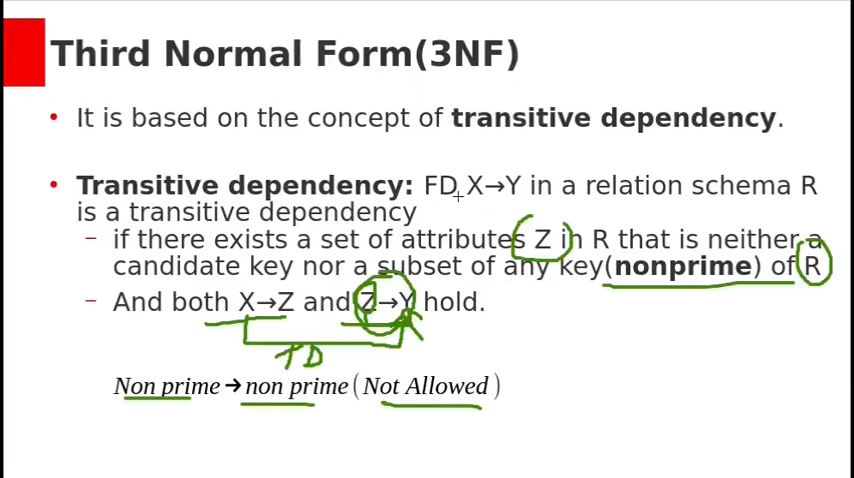 Third Normal Form(3NF)
• It is based on the concept of transitive dependency.
• Transitive dependency: FD X→Y in a relation schema R
is a transitive dependency
– if there exists a set of attributes Z in R that is neither a
candidate key nor a subset of any key(nonprime) of R
– And both X→Z and Z→Y hold.
TD
Non prime→non prime(Not Allowed)